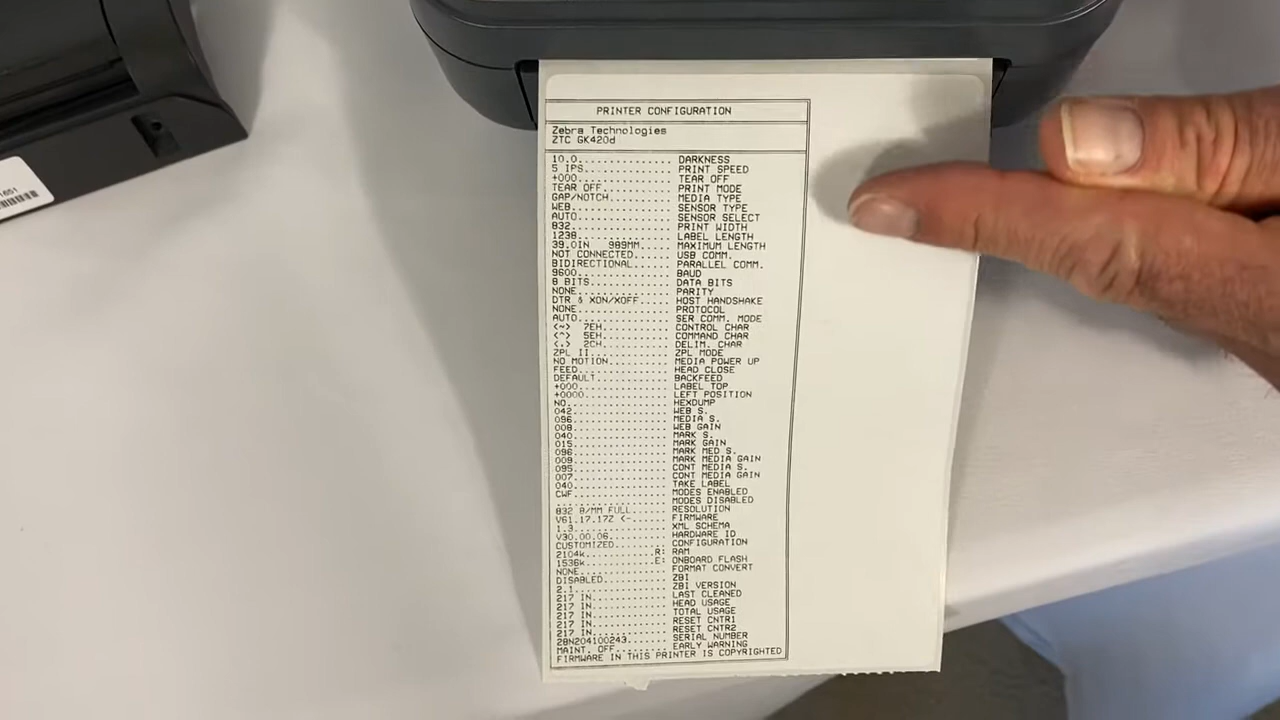 PRINTER CONFIGURATION
Zebra Technologies
ZTC GK420d
10.0............. DARKNESS
5 IPS............ PRINT SPEED
+000............. TEAR OFF
TEAR OFF......... PRINT MODE
GAP/NOTCH........ MEDIA TYPE
WEB.............. SENSOR TYPE
AUTO............. SENSOR SELECT
832.............. PRINT WIDTH
1238............. LABEL LENGTH
39.0IN 989MM..... MAXIMUM LENGTH
NOT CONNECTED.... USB COMM.
BIDIRECTIONAL.... PARALLEL COMM.
9600............. BAUD
8 BITS........... DATA BITS
NONE............. PARITY
DTR & XON/XOFF... HOST HANDSHAKE
NONE............. PROTOCOL
AUTO............. SER COMM. MODE
<~> 7EH.......... CONTROL CHAR
<^> 5EH.......... COMMAND CHAR
<,> 2CH.......... DELIM. CHAR
ZPL II........... ZPL MODE
NO MOTION........ MEDIA POWER UP
FEED............. HEAD CLOSE
DEFAULT.......... BACKFEED
+000............. LABEL TOP
+0000............ LEFT POSITION
NO............... HEXDUMP
042.............. WEB S.
096.............. MEDIA S.
008.............. WEB GAIN
040.............. MARK S.
015.............. MARK GAIN
096.............. MARK MED S.
009.............. MARK MEDIA GAIN
095.............. CONT MEDIA S.
007.............. CONT MEDIA GAIN
040.............. TAKE LABEL
CWF.............. MODES ENABLED
................. MODES DISABLED
832 8/MM FULL.... RESOLUTION
V61.17.17Z <-.... FIRMWARE
1.3.............. XML SCHEMA
V30.00.06........ HARDWARE ID
CUSTOMIZED....... CONFIGURATION
2104k..........R: RAM
1536k..........E: ONBOARD FLASH
NONE............. FORMAT CONVERT
DISABLED......... ZBI
2.1.............. ZBI VERSION
217 IN........... LAST CLEANED
217 IN........... HEAD USAGE
217 IN........... TOTAL USAGE
217 IN........... RESET CNTR1
217 IN........... RESET CNTR2
28N204100243..... SERIAL NUMBER
MAINT. OFF....... EARLY WARNING
FIRMWARE IN THIS PRINTER IS COPYRIGHTED